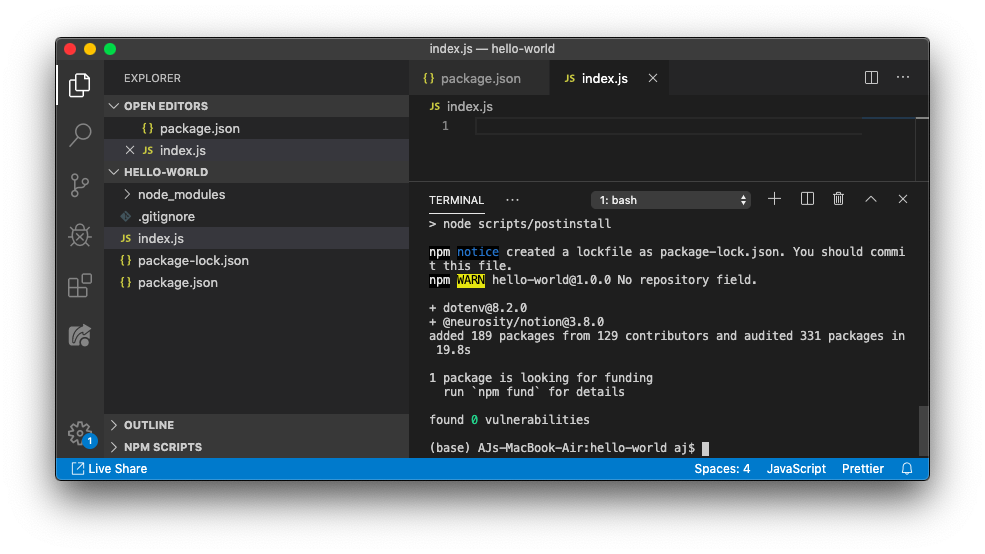 index.js — hello-world
EXPLORER
OPEN EDITORS
{} package.json
JS index.js
HELLO-WORLD
node_modules
.gitignore
JS index.js
{} package-lock.json
{} package.json
OUTLINE
NPM SCRIPTS
1
{} package.json
JS index.js
JS index.js
1
TERMINAL
1: bash
> node scripts/postinstall
npm notice created a lockfile as package-lock.json. You should commi
t this file.
npm WARN hello-world@1.0.0 No repository field.
+ dotenv@8.2.0
+ @neurosity/notion@3.8.0
added 189 packages from 129 contributors and audited 331 packages in
19.8s
1 package is looking for funding
run `npm fund` for details
found 0 vulnerabilities
(base) AJs-MacBook-Air:hello-world aj$
Live Share
Spaces: 4
JavaScript
Prettier